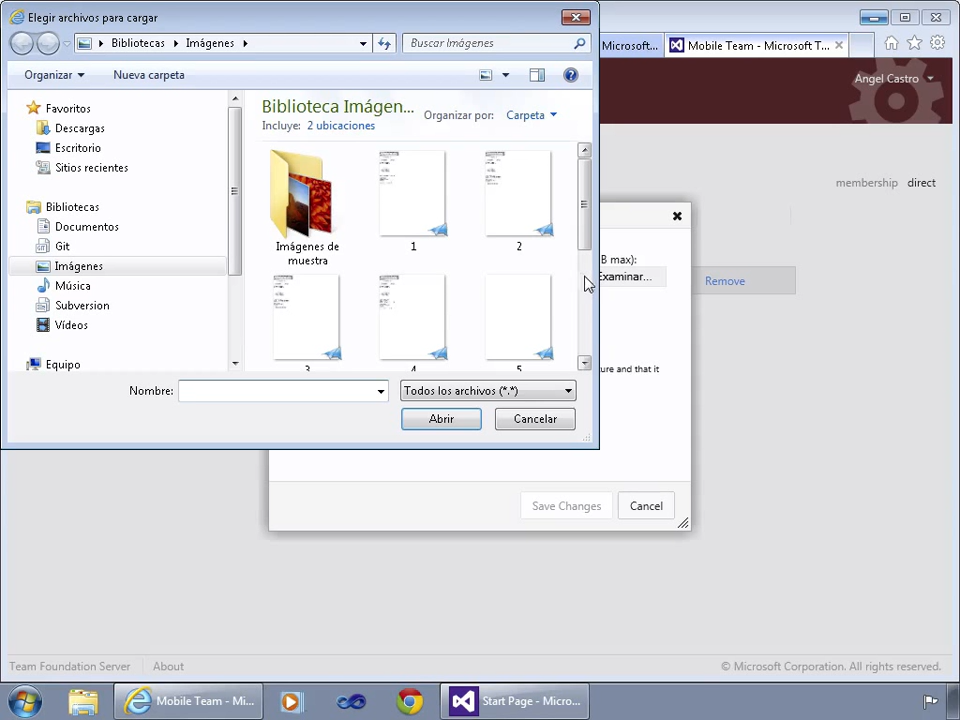 Elegir archivos para cargar
Bibliotecas
Imágenes
Buscar Imágenes
Microsoft...
Mobile Team - Microsoft T...
Organizar
Nueva carpeta
Angel Castro
Favoritos
Descargas
Escritorio
Sitios recientes
Bibliotecas
Documentos
Git
Imágenes
Música
Subversion
Vídeos
Equipo
Biblioteca Imágen...
Incluye: 2 ubicaciones
Organizar por: Carpeta
Imágenes de muestra
1
2
3
4
5
Nombre:
Todos los archivos (*.*)
Abrir
Cancelar
membership direct
B max):
Examinar...
Remove
ture and that it
Save Changes
Cancel
Team Foundation Server
About
© Microsoft Corporation. All rights reserved.
Mobile Team - Mi...
Start Page - Micro...